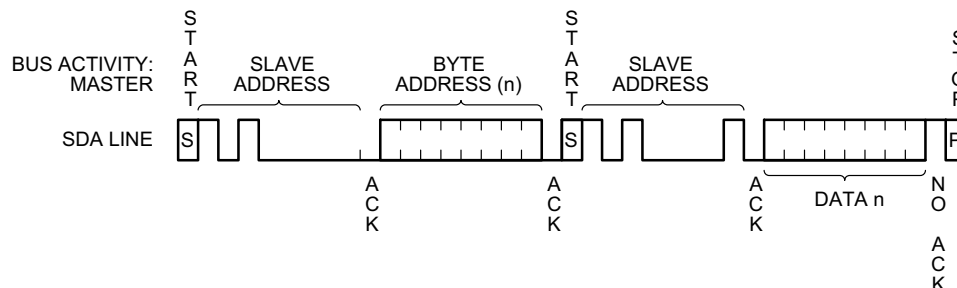 START
START
BUS ACTIVITY:
MASTER
SLAVE
ADDRESS
BYTE
ADDRESS (n)
SLAVE
ADDRESS
SDA LINE
S
S
ACK
ACK
ACK
DATA n
NO ACK